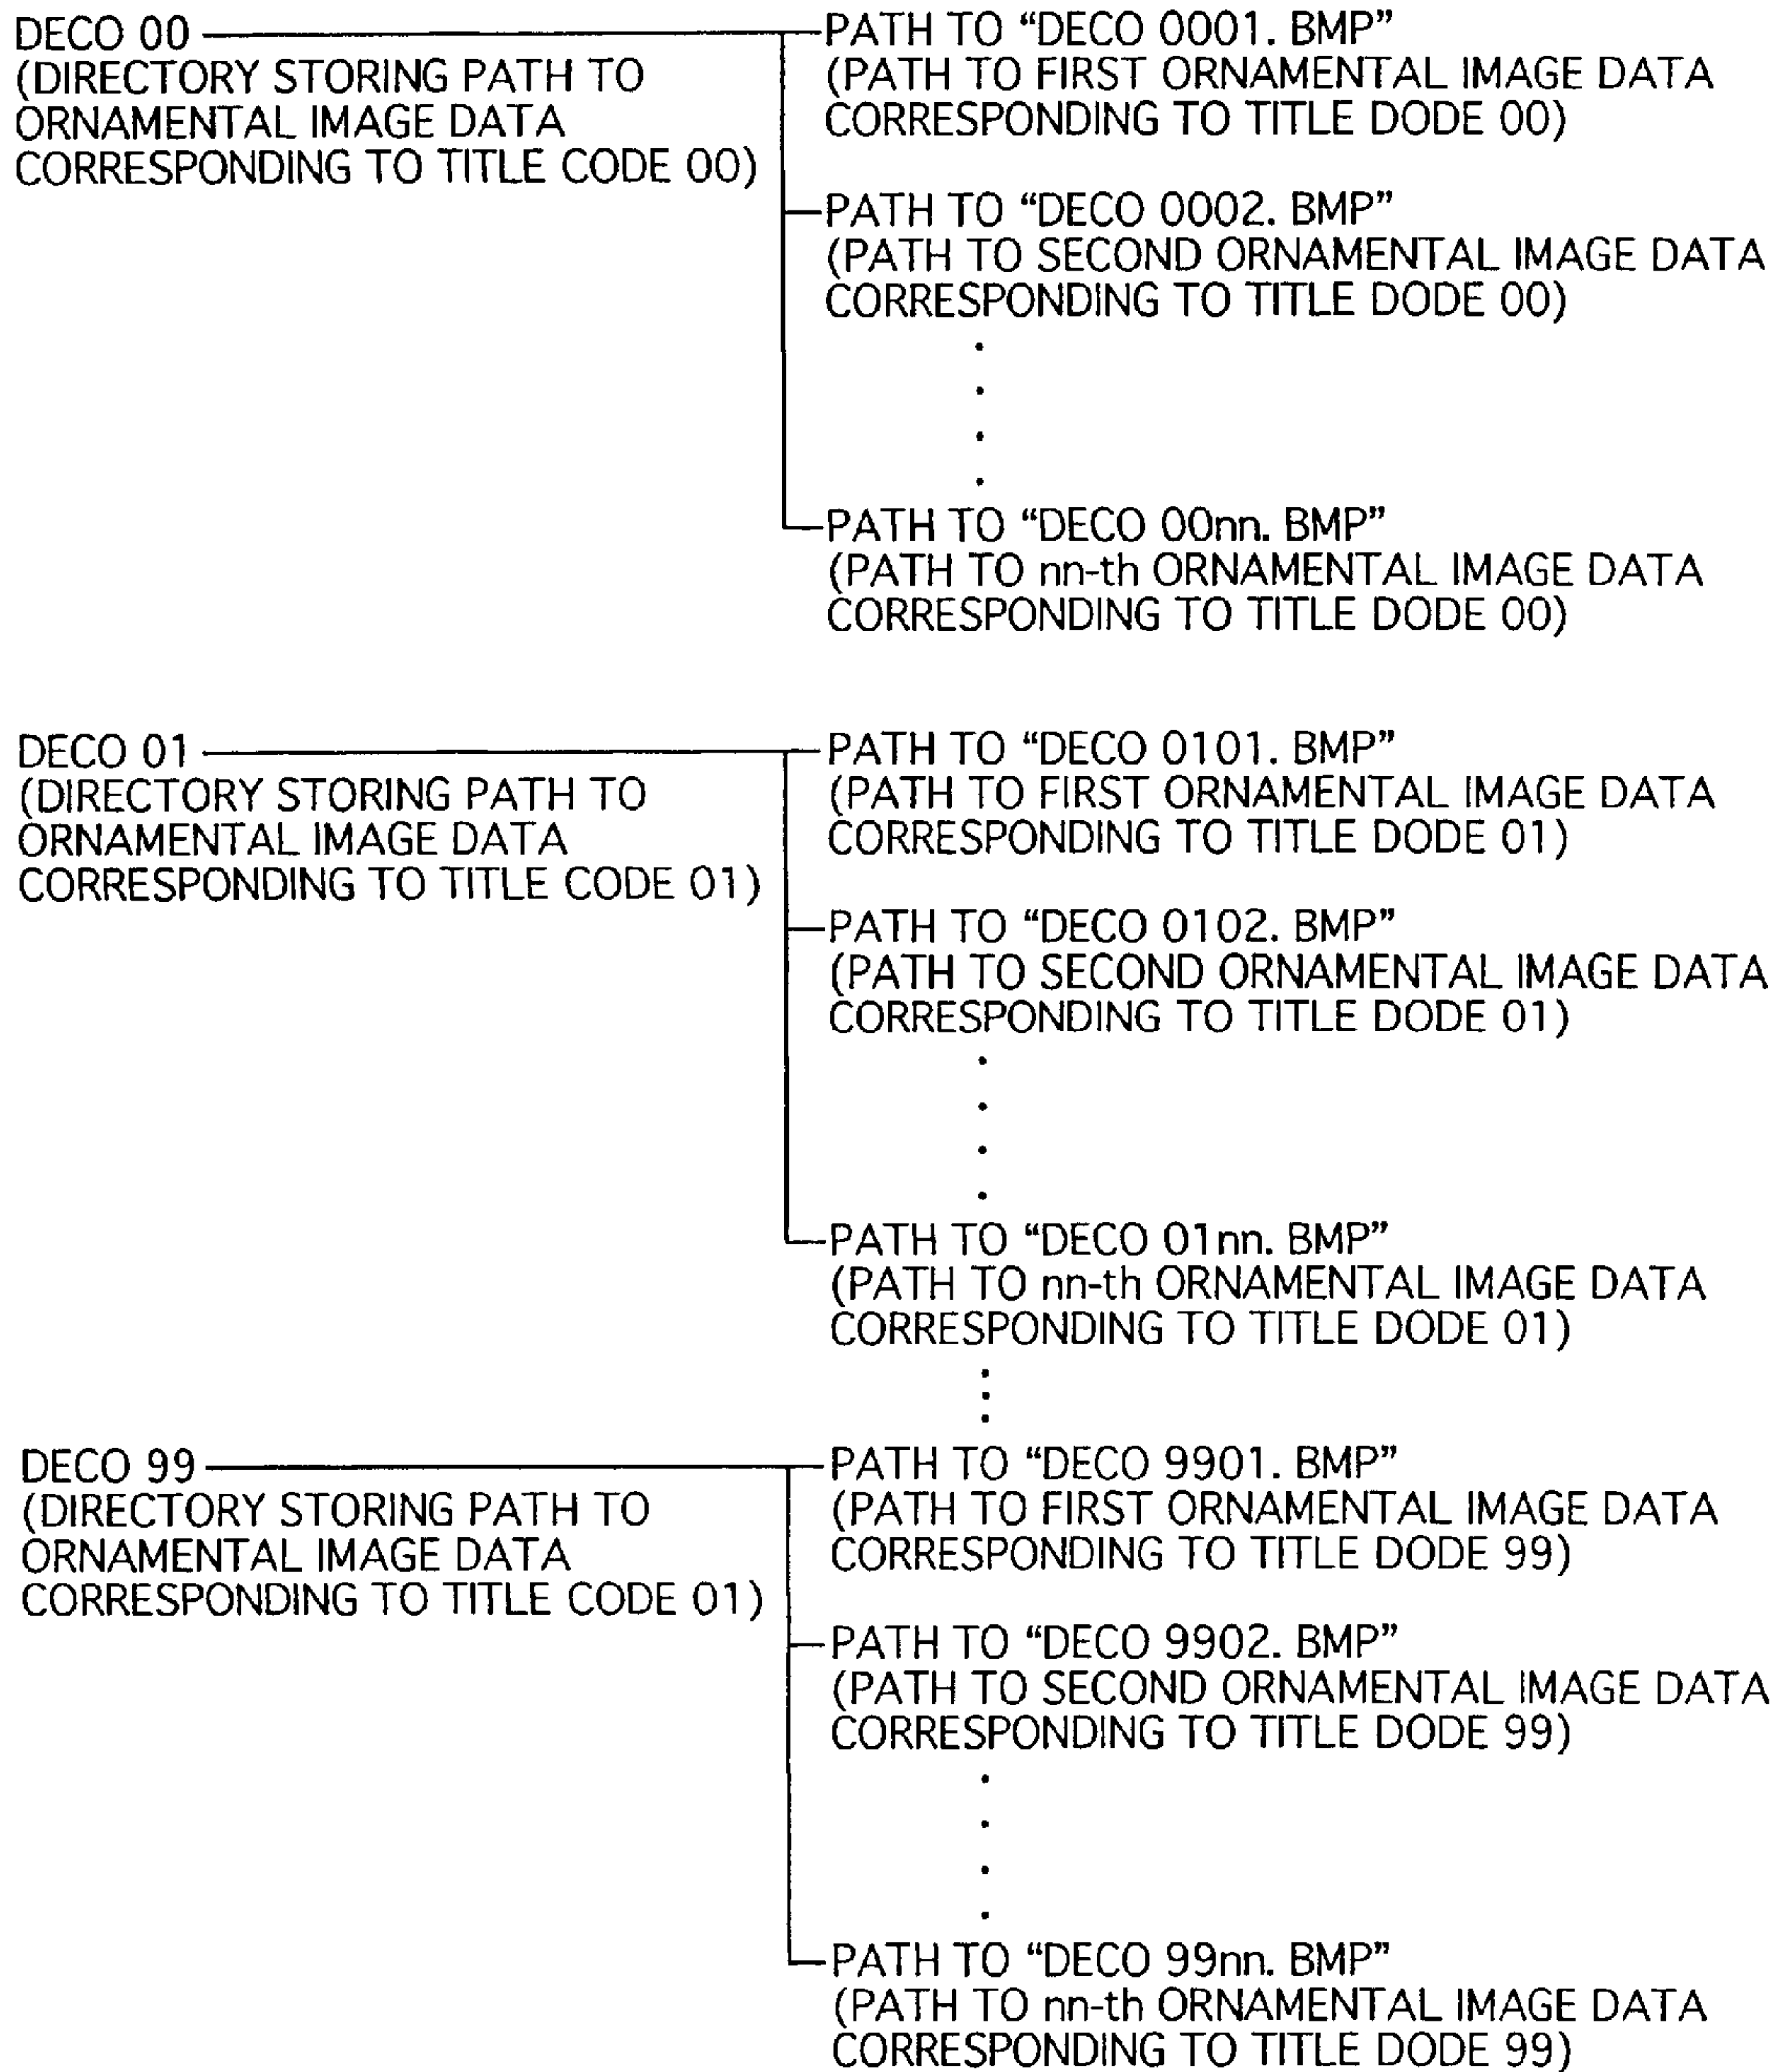 DECO 00
(DIRECTORY STORING PATH TO
ORNAMENTAL IMAGE DATA
CORRESPONDING TO TITLE CODE 00)
PATH TO “DECO 0001. BMP”
(PATH TO FIRST ORNAMENTAL IMAGE DATA
CORRESPONDING TO TITLE DODE 00)
PATH TO “DECO 0002. BMP”
(PATH TO SECOND ORNAMENTAL IMAGE DATA
CORRESPONDING TO TITLE DODE 00)
PATH TO “DECO 00nn. BMP”
(PATH TO nn-th ORNAMENTAL IMAGE DATA
CORRESPONDING TO TITLE DODE 00)
DECO 01
(DIRECTORY STORING PATH TO
ORNAMENTAL IMAGE DATA
CORRESPONDING TO TITLE CODE 01)
PATH TO “DECO 0101. BMP”
(PATH TO FIRST ORNAMENTAL IMAGE DATA
CORRESPONDING TO TITLE DODE 01)
PATH TO “DECO 0102. BMP”
(PATH TO SECOND ORNAMENTAL IMAGE DATA
CORRESPONDING TO TITLE DODE 01)
PATH TO “DECO 01nn. BMP”
(PATH TO nn-th ORNAMENTAL IMAGE DATA
CORRESPONDING TO TITLE DODE 01)
DECO 99
(DIRECTORY STORING PATH TO
ORNAMENTAL IMAGE DATA
CORRESPONDING TO TITLE CODE 01)
PATH TO “DECO 9901. BMP”
(PATH TO FIRST ORNAMENTAL IMAGE DATA
CORRESPONDING TO TITLE DODE 99)
PATH TO “DECO 9902. BMP”
(PATH TO SECOND ORNAMENTAL IMAGE DATA
CORRESPONDING TO TITLE DODE 99)
PATH TO “DECO 99nn. BMP”
(PATH TO nn-th ORNAMENTAL IMAGE DATA
CORRESPONDING TO TITLE DODE 99)